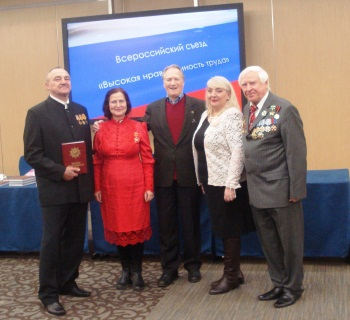 Всероссийский съезд
«Высокая нравственность труда»